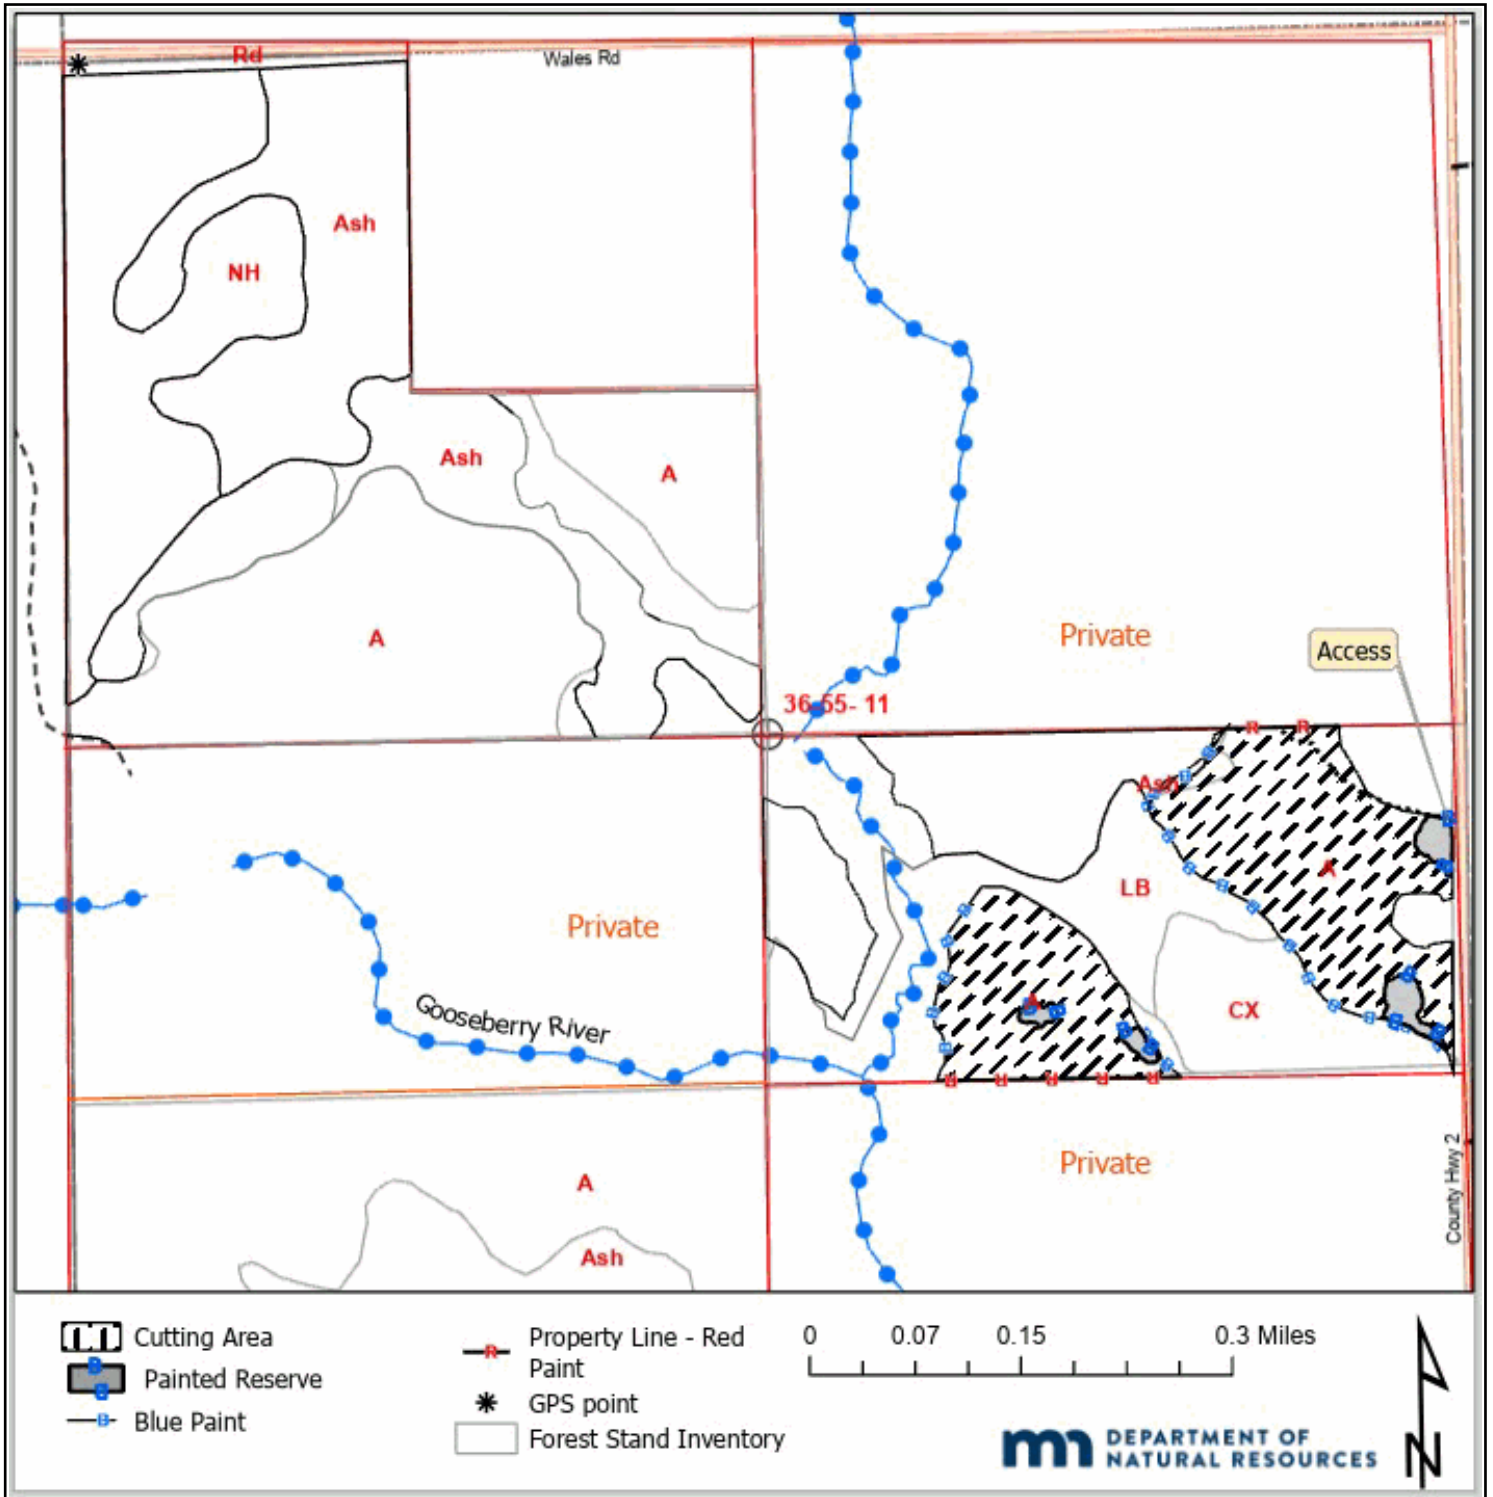 Rd
Wales Rd
Ash
NH
Ash
A
A
Private
Access
36-55- 11
Ash
A
LB
Private
CX
A
Gooseberry River
Private
A
Ash
County Hwy 2
Cutting Area
Painted Reserve
Blue Paint
Property Line - Red
Paint
GPS point
Forest Stand Inventory
0 0.07 0.15 0.3 Miles
DEPARTMENT OF
NATURAL RESOURCES
N